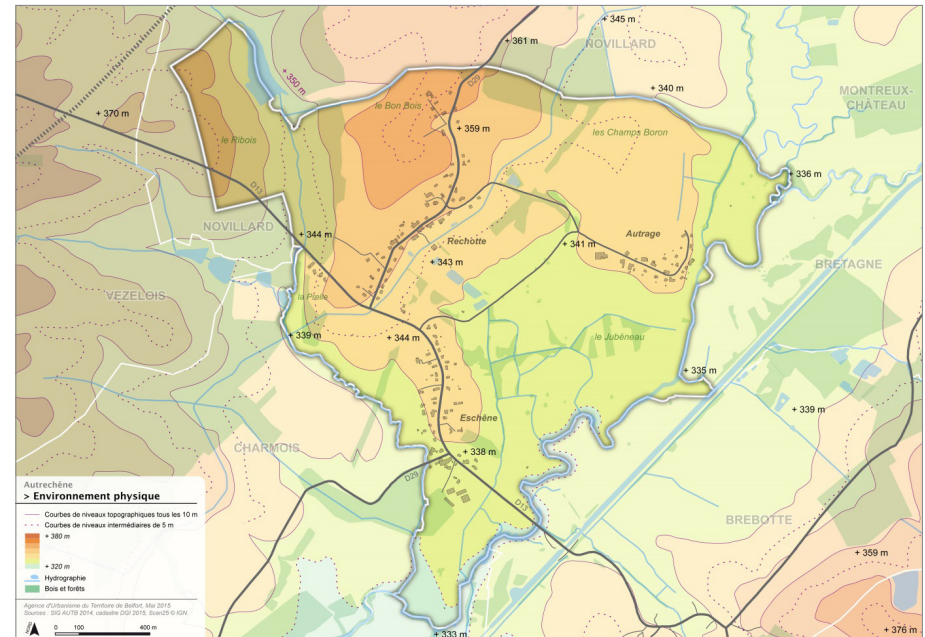 + 345 m
+ 361 m
NOVILLARD
D29
+ 350 m
+ 340 m
MONTREUX-
CHÂTEAU
le Bon Bois
+ 370 m
+ 359 m
les Champs Boron
le Ribois
+ 336 m
D13
NOVILLARD
+ 344 m
Rechotte
Autrage
+ 341 m
+ 343 m
BRETAGNE
VEZELOIS
+ 339 m
+ 344 m
le Jubéneau
+ 335 m
+ 339 m
Eschêne
CHARMOIS
+ 338 m
D29
D13
BREBOTTE
+ 359 m
+ 376 m
+ 333 m
Autrechêne
> Environnement physique
Courbes de niveaux topographiques tous les 10 m
Courbes de niveaux intermédiaires de 5 m
+ 380 m
+ 320 m
Hydrographie
Bois et forêts
Agence d'Urbanisme du Territoire de Belfort, Mai 2015
Sources : SIG AUTB 2014, cadastre DGI 2015, Scan25 © IGN.
0 100 400 m